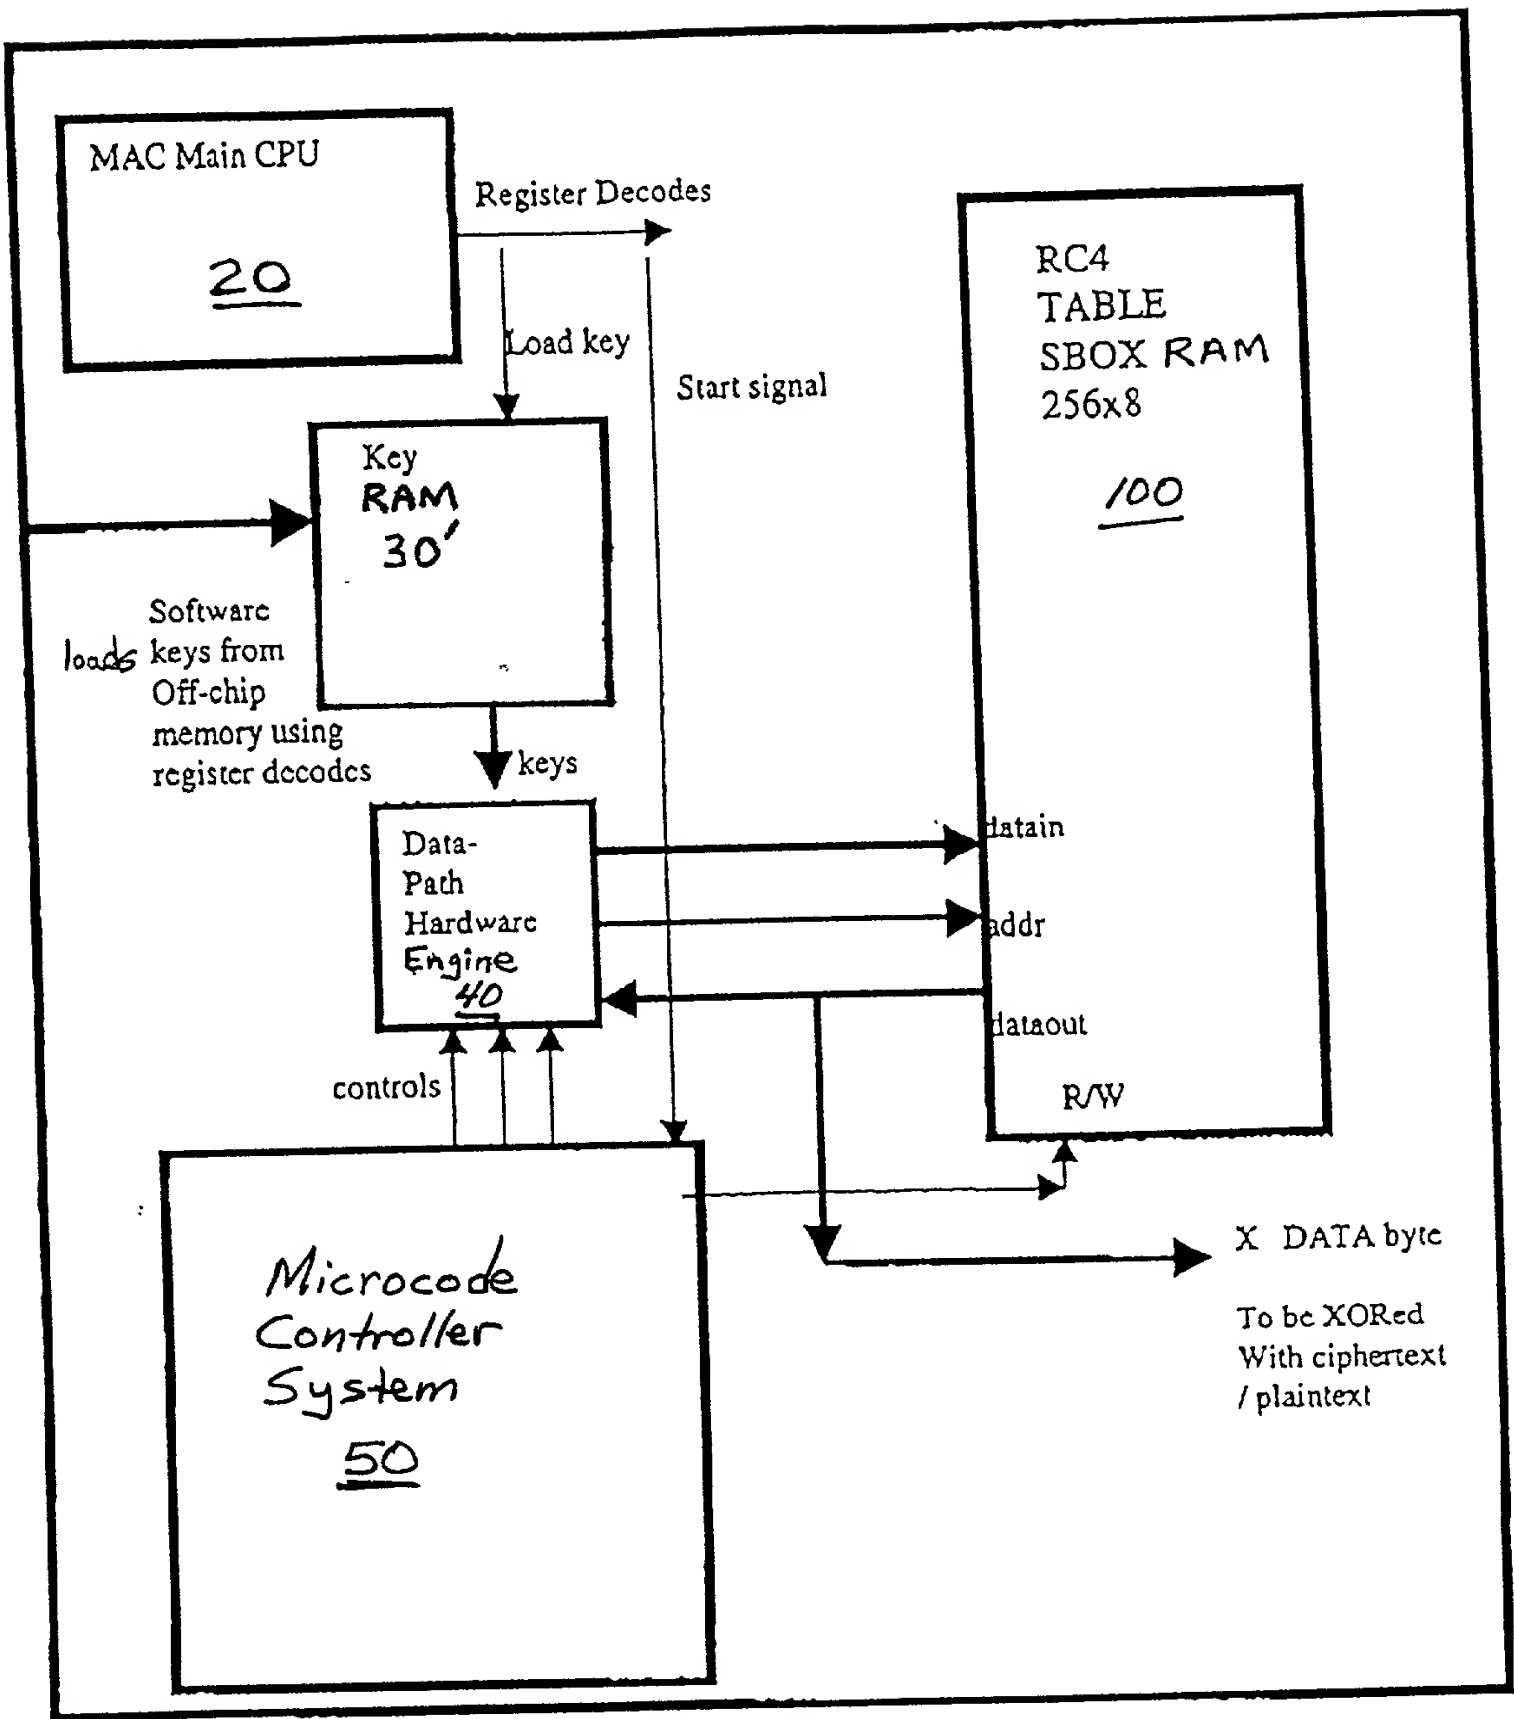 MAC Main CPU
20
Register Decodes
Load key
Start signal
RC4
TABLE
SBOX RAM
256x8
100
Key
RAM
30'
Software
loads keys from
Off-chip
memory using
register decodes
keys
Data-
Path
Hardware
Engine
40
datain
addr
dataout
R/W
controls
Microcode
Controller
System
50
X DATA byte
To be XORed
With ciphertext
/ plaintext